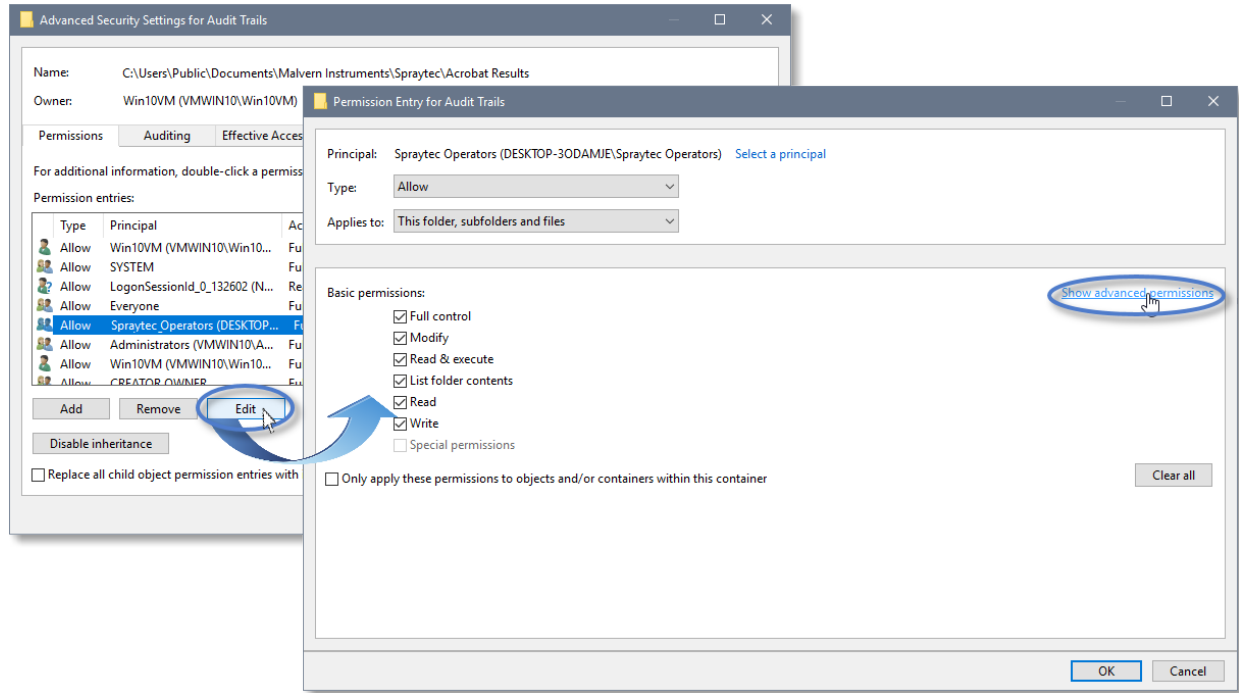 Advanced Security Settings for Audit Trails
Name: C:\Users\Public\Documents\Malvern Instruments\Spraytec\Acrobat Results
Owner: Win10VM (VMWIN10\Win10VM)
Permissions Auditing Effective Acces
For additional information, double-click a permiss
Permission entries:
Type Principal Ac
Allow Win10VM (VMWIN10\Win10... Fu
Allow SYSTEM Fu
Allow LogonSessionId_0_132602 (N... Re
Allow Everyone Fu
Allow Spraytec_Operators (DESKTOP... Fu
Allow Administrators (VMWIN10\A... Fu
Allow Win10VM (VMWIN10\Win10... Fu
Allow CREATOR OWNER Fu
Add Remove Edit
Disable inheritance
Replace all child object permission entries with
Permission Entry for Audit Trails
Principal: Spraytec Operators (DESKTOP-3ODAMJE\Spraytec Operators) Select a principal
Type: Allow
Applies to: This folder, subfolders and files
Basic permissions: Show advanced permissions
Full control
Modify
Read & execute
List folder contents
Read
Write
Special permissions
Only apply these permissions to objects and/or containers within this container Clear all
OK Cancel